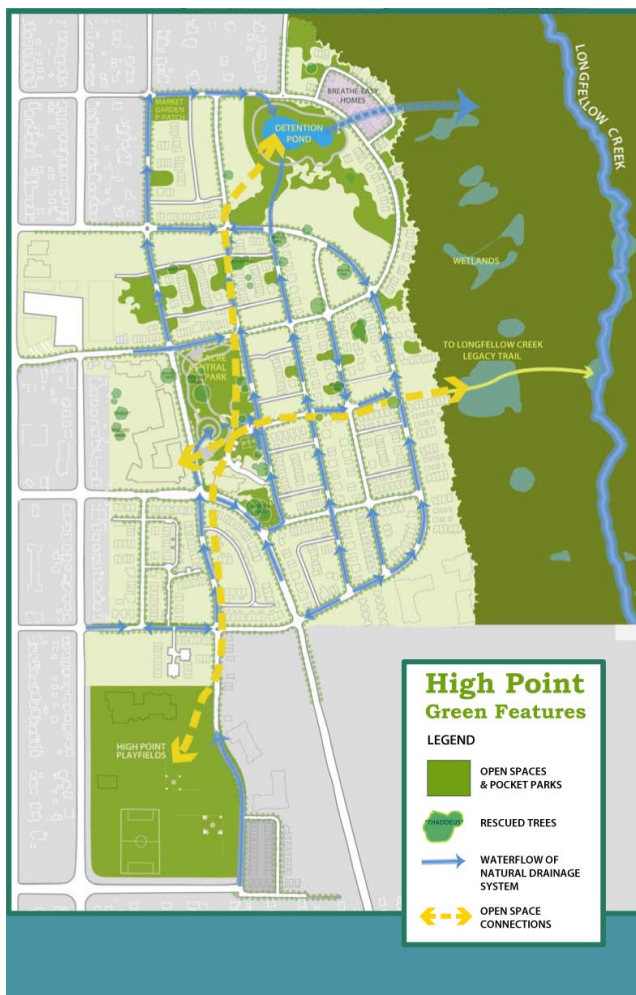 MARKET
GARDEN
P-PATCH
BREATHE-EASY
HOMES
DETENTION
POND
LONGFELLOW CREEK
WETLANDS
TO LONGFELLOW CREEK
LEGACY TRAIL
ACRE
CENTRAL
PARK
HIGH POINT
PLAYFIELDS
High Point
Green Features
LEGEND
OPEN SPACES
& POCKET PARKS
"THADDEUS"
RESCUED TREES
WATERFLOW OF
NATURAL DRAINAGE
SYSTEM
OPEN SPACE
CONNECTIONS